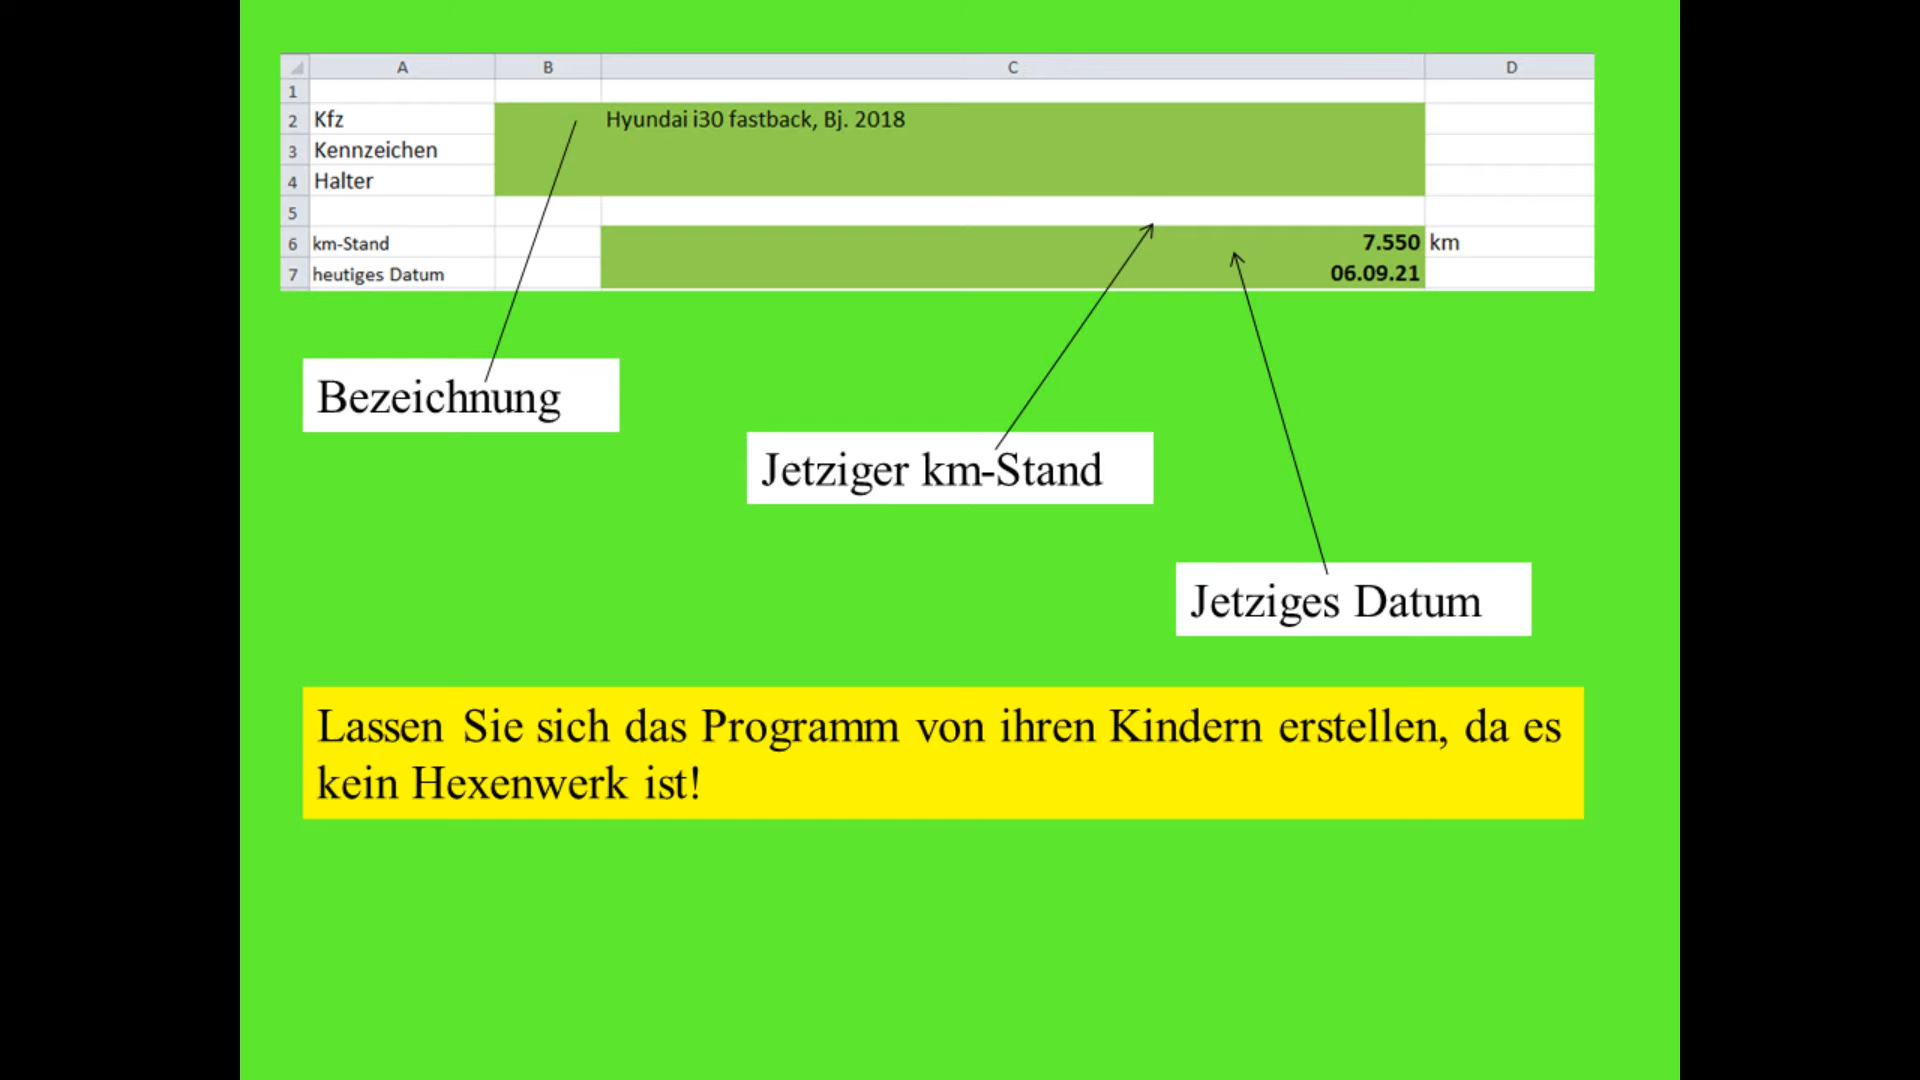 A B C D
1
2 Kfz Hyundai i30 fastback, Bj. 2018
3 Kennzeichen
4 Halter
5
6 km-Stand 7.550 km
7 heutiges Datum 06.09.21
Bezeichnung
Jetziger km-Stand
Jetziges Datum
Lassen Sie sich das Programm von ihren Kindern erstellen, da es
kein Hexenwerk ist!